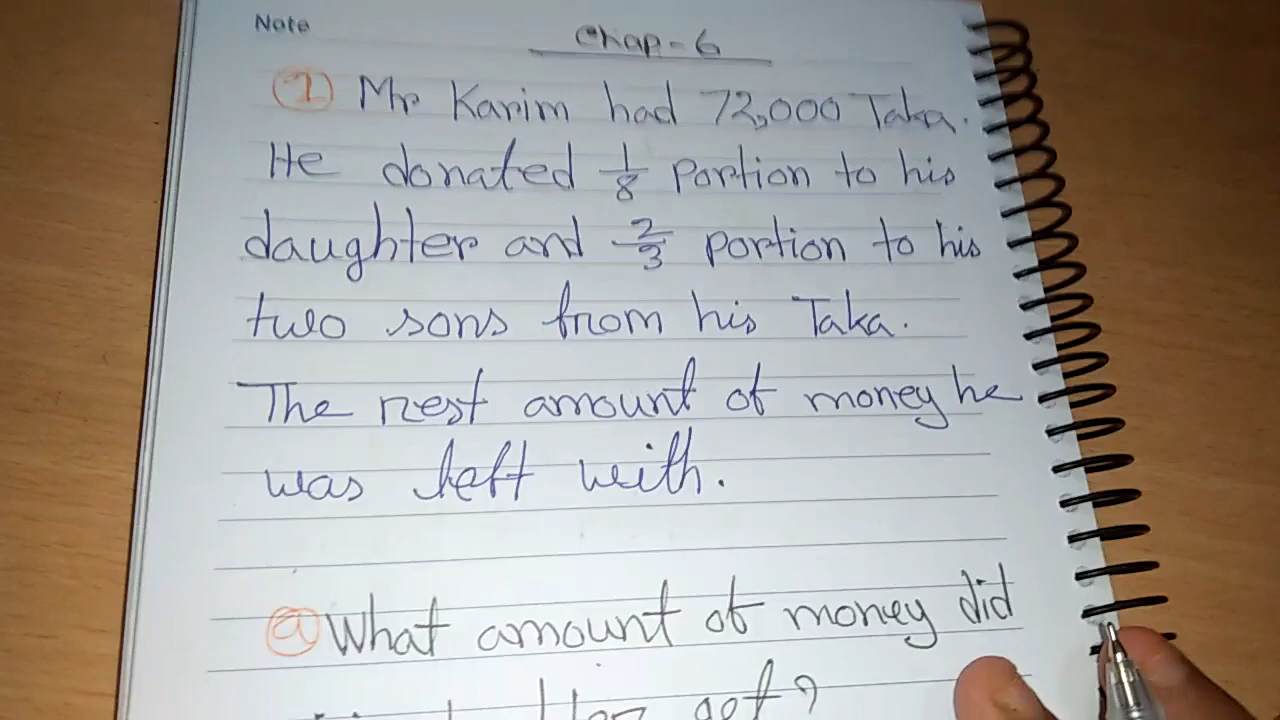 Note
Chap-6
① Mr Karim had 72,000 Taka.
He donated 1/8 portion to his
daughter and 2/3 portion to his
two sons from his Taka.
The rest amount of money he
was left with.
ⓐ What amount of money did
got?